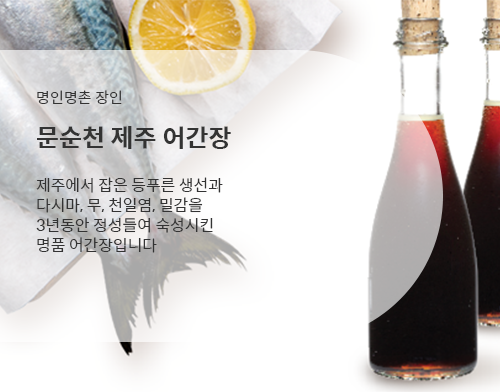 명인명촌 장인
문순천 제주 어간장
제주에서 잡은 등푸른 생선과
다시마, 무, 천일염, 밀감을
3년동안 정성들여 숙성시킨
명품 어간장입니다